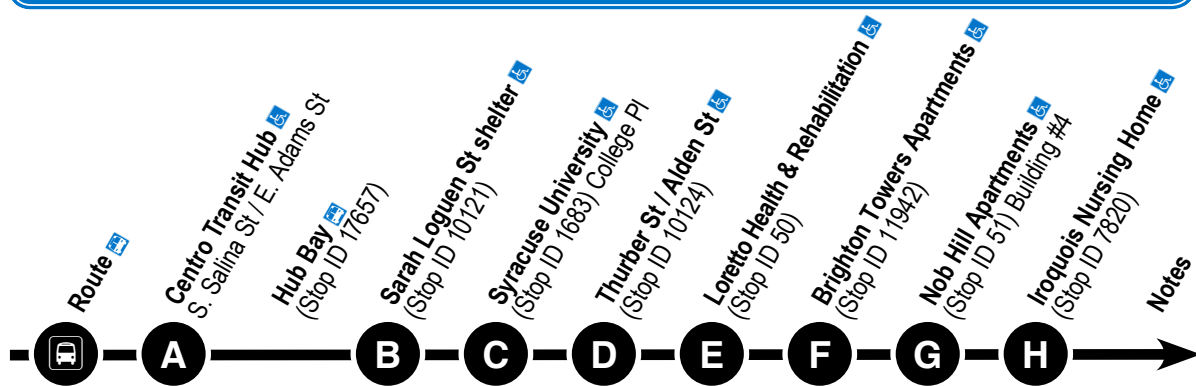 Route
Centro Transit Hub
S. Salina St / E. Adams St
Hub Bay
(Stop ID 17657)
Sarah Loguen St shelter
(Stop ID 10121)
Syracuse University
(Stop ID 1683) College Pl
Thurber St / Alden St
(Stop ID 10124)
Loretto Health & Rehabilitation
(Stop ID 50)
Brighton Towers Apartments
(Stop ID 11942)
Nob Hill Apartments
(Stop ID 51) Building #4
Iroquois Nursing Home
(Stop ID 7820)
Notes
A B C D E F G H